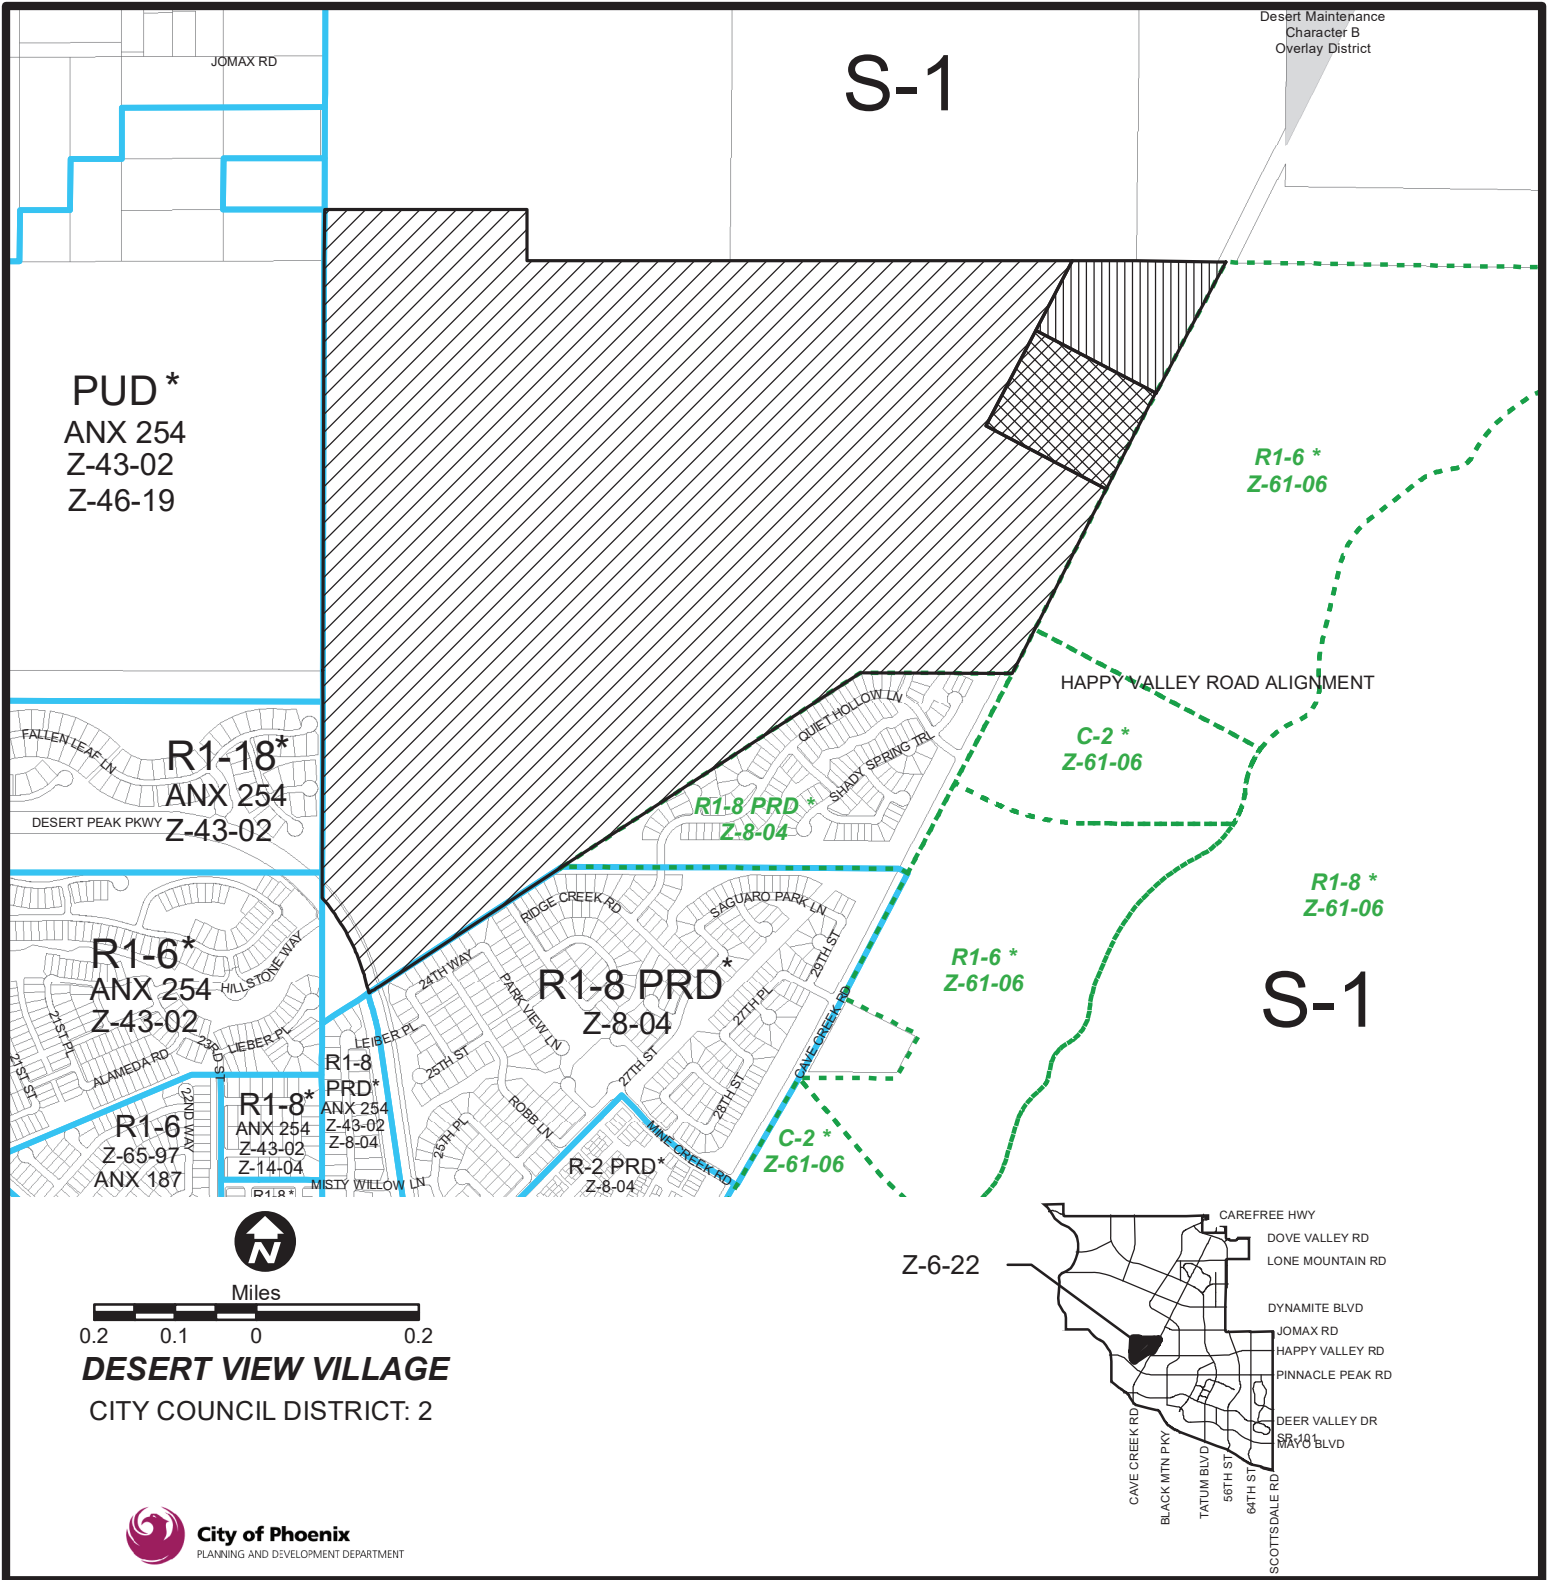 Desert Maintenance
Character B
Overlay District
JOMAX RD
S-1
PUD *
ANX 254
Z-43-02
Z-46-19
R1-6 *
Z-61-06
HAPPY VALLEY ROAD ALIGNMENT
C-2 *
Z-61-06
QUIET HOLLOW LN
SHADY SPRING TRL
R1-8 PRD *
Z-8-04
FALLEN LEAF LN
R1-18*
ANX 254
Z-43-02
DESERT PEAK PKWY
R1-8 *
Z-61-06
RIDGE CREEK RD
SAGUARO PARK LN
29TH ST
R1-6*
ANX 254
Z-43-02
HILLSTONE WAY
24TH WAY
PARK VIEW LN
R1-8 PRD*
Z-8-04
27TH PL
R1-6 *
Z-61-06
S-1
21ST PL
21ST ST
ALAMEDA RD
23RD ST
LIEBER PL
LEIBER PL
25TH ST
27TH ST
28TH ST
CAVE CREEK RD
R1-8
PRD*
ANX 254
Z-43-02
Z-8-04
R1-6
Z-65-97
ANX 187
22ND WAY
R1-8*
ANX 254
Z-43-02
Z-14-04
R1-8 *
MISTY WILLOW LN
25TH PL
ROBB LN
R-2 PRD*
Z-8-04
MINE CREEK RD
C-2 *
Z-61-06
N
Miles
0.2 0.1 0 0.2
DESERT VIEW VILLAGE
CITY COUNCIL DISTRICT: 2
Z-6-22
CAREFREE HWY
DOVE VALLEY RD
LONE MOUNTAIN RD
DYNAMITE BLVD
JOMAX RD
HAPPY VALLEY RD
PINNACLE PEAK RD
DEER VALLEY DR
SR-101
MAYO BLVD
CAVE CREEK RD
BLACK MTN PKY
TATUM BLVD
56TH ST
64TH ST
SCOTTSDALE RD
City of Phoenix
PLANNING AND DEVELOPMENT DEPARTMENT